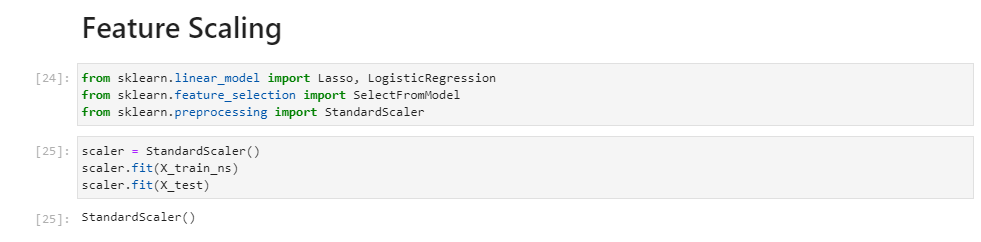 Feature Scaling
[24]: from sklearn.linear_model import Lasso, LogisticRegression
from sklearn.feature_selection import SelectFromModel
from sklearn.preprocessing import StandardScaler
[25]: scaler = StandardScaler()
scaler.fit(X_train_ns)
scaler.fit(X_test)
[25]: StandardScaler()